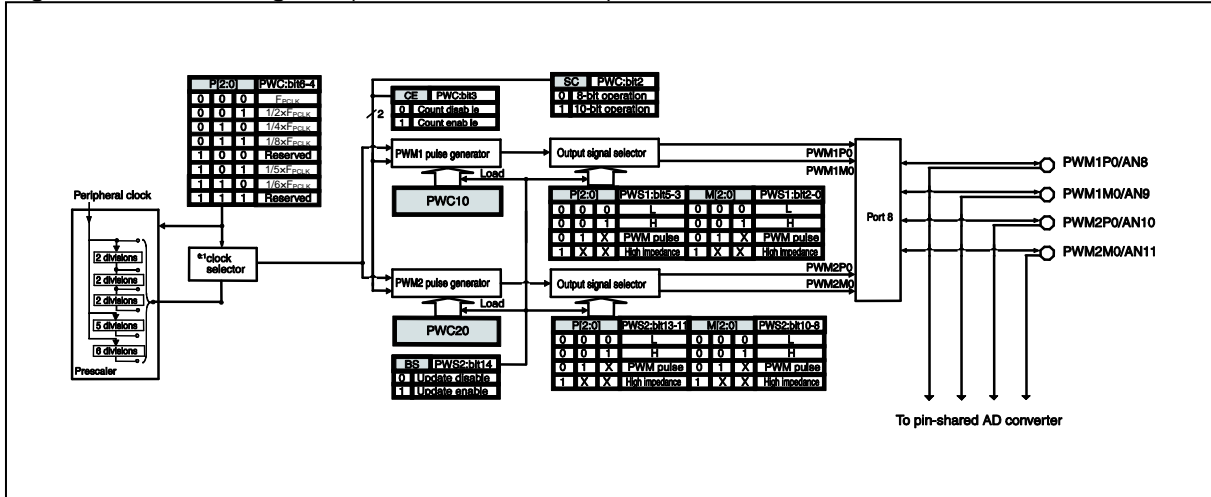 P[2:0] PWC:bit6-4
0 0 0 FPCLK
0 0 1 1/2×FPCLK
0 1 0 1/4×FPCLK
0 1 1 1/8×FPCLK
1 0 0 Reserved
1 0 1 1/5×FPCLK
1 1 0 1/6×FPCLK
1 1 1 Reserved
CE PWC:bit3
0 Count disable
1 Count enable
2
SC PWC:bit2
0 8-bit operation
1 10-bit operation
Peripheral clock
2 divisions
2 divisions
2 divisions
5 divisions
6 divisions
Prescaler
clock
selector
PWM1 pulse generator
Output signal selector
Load
PWC10
PWM1P0
PWM1M0
P[2:0] PWS1:bit5-3 M[2:0] PWS1:bit2-0
0 0 0 L 0 0 0 L
0 0 1 H 0 0 1 H
0 1 X PWM pulse 0 1 X PWM pulse
1 X X High impedance 1 X X High impedance
PWM2 pulse generator
Output signal selector
Load
PWC20
PWM2P0
PWM2M0
P[2:0] PWS2:bit13-11 M[2:0] PWS2:bit10-8
0 0 0 L 0 0 0 L
0 0 1 H 0 0 1 H
0 1 X PWM pulse 0 1 X PWM pulse
1 X X High impedance 1 X X High impedance
BS PWS2:bit14
0 Update disable
1 Update enable
Port 8
PWM1P0/AN8
PWM1M0/AN9
PWM2P0/AN10
PWM2M0/AN11
To pin-shared AD converter